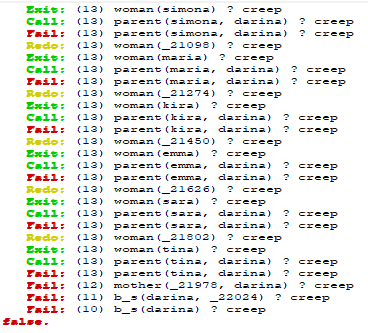 Exit: (13) woman(simona) ? creep
Call: (13) parent(simona, darina) ? creep
Fail: (13) parent(simona, darina) ? creep
Redo: (13) woman(_21098) ? creep
Exit: (13) woman(maria) ? creep
Call: (13) parent(maria, darina) ? creep
Fail: (13) parent(maria, darina) ? creep
Redo: (13) woman(_21274) ? creep
Exit: (13) woman(kira) ? creep
Call: (13) parent(kira, darina) ? creep
Fail: (13) parent(kira, darina) ? creep
Redo: (13) woman(_21450) ? creep
Exit: (13) woman(emma) ? creep
Call: (13) parent(emma, darina) ? creep
Fail: (13) parent(emma, darina) ? creep
Redo: (13) woman(_21626) ? creep
Exit: (13) woman(sara) ? creep
Call: (13) parent(sara, darina) ? creep
Fail: (13) parent(sara, darina) ? creep
Redo: (13) woman(_21802) ? creep
Exit: (13) woman(tina) ? creep
Call: (13) parent(tina, darina) ? creep
Fail: (13) parent(tina, darina) ? creep
Fail: (12) mother(_21978, darina) ? creep
Fail: (11) b_s(darina, _22024) ? creep
Fail: (10) b_s(darina) ? creep
false.